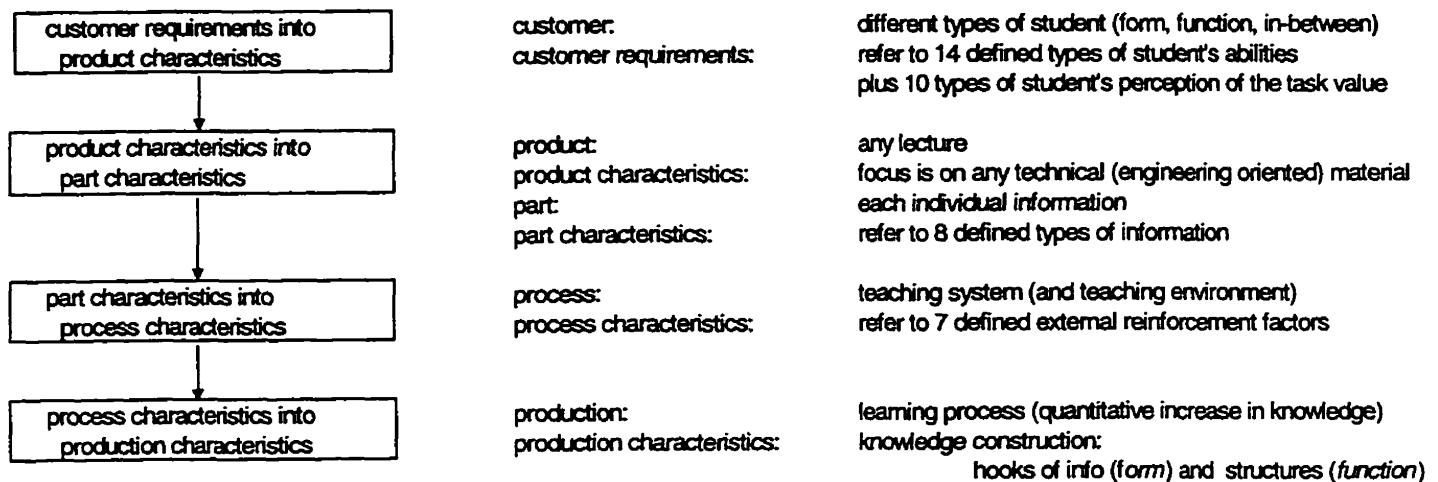 customer requirements into
product characteristics
customer: different types of student (form, function, in-between)
customer requirements: refer to 14 defined types of student's abilities
plus 10 types of student's perception of the task value
product characteristics into
part characteristics
product: any lecture
product characteristics: focus is on any technical (engineering oriented) material
part: each individual information
part characteristics: refer to 8 defined types of information
part characteristics into
process characteristics
process: teaching system (and teaching environment)
process characteristics: refer to 7 defined external reinforcement factors
process characteristics into
production characteristics
production: learning process (quantitative increase in knowledge)
production characteristics: knowledge construction:
hooks of info (form) and structures (function)